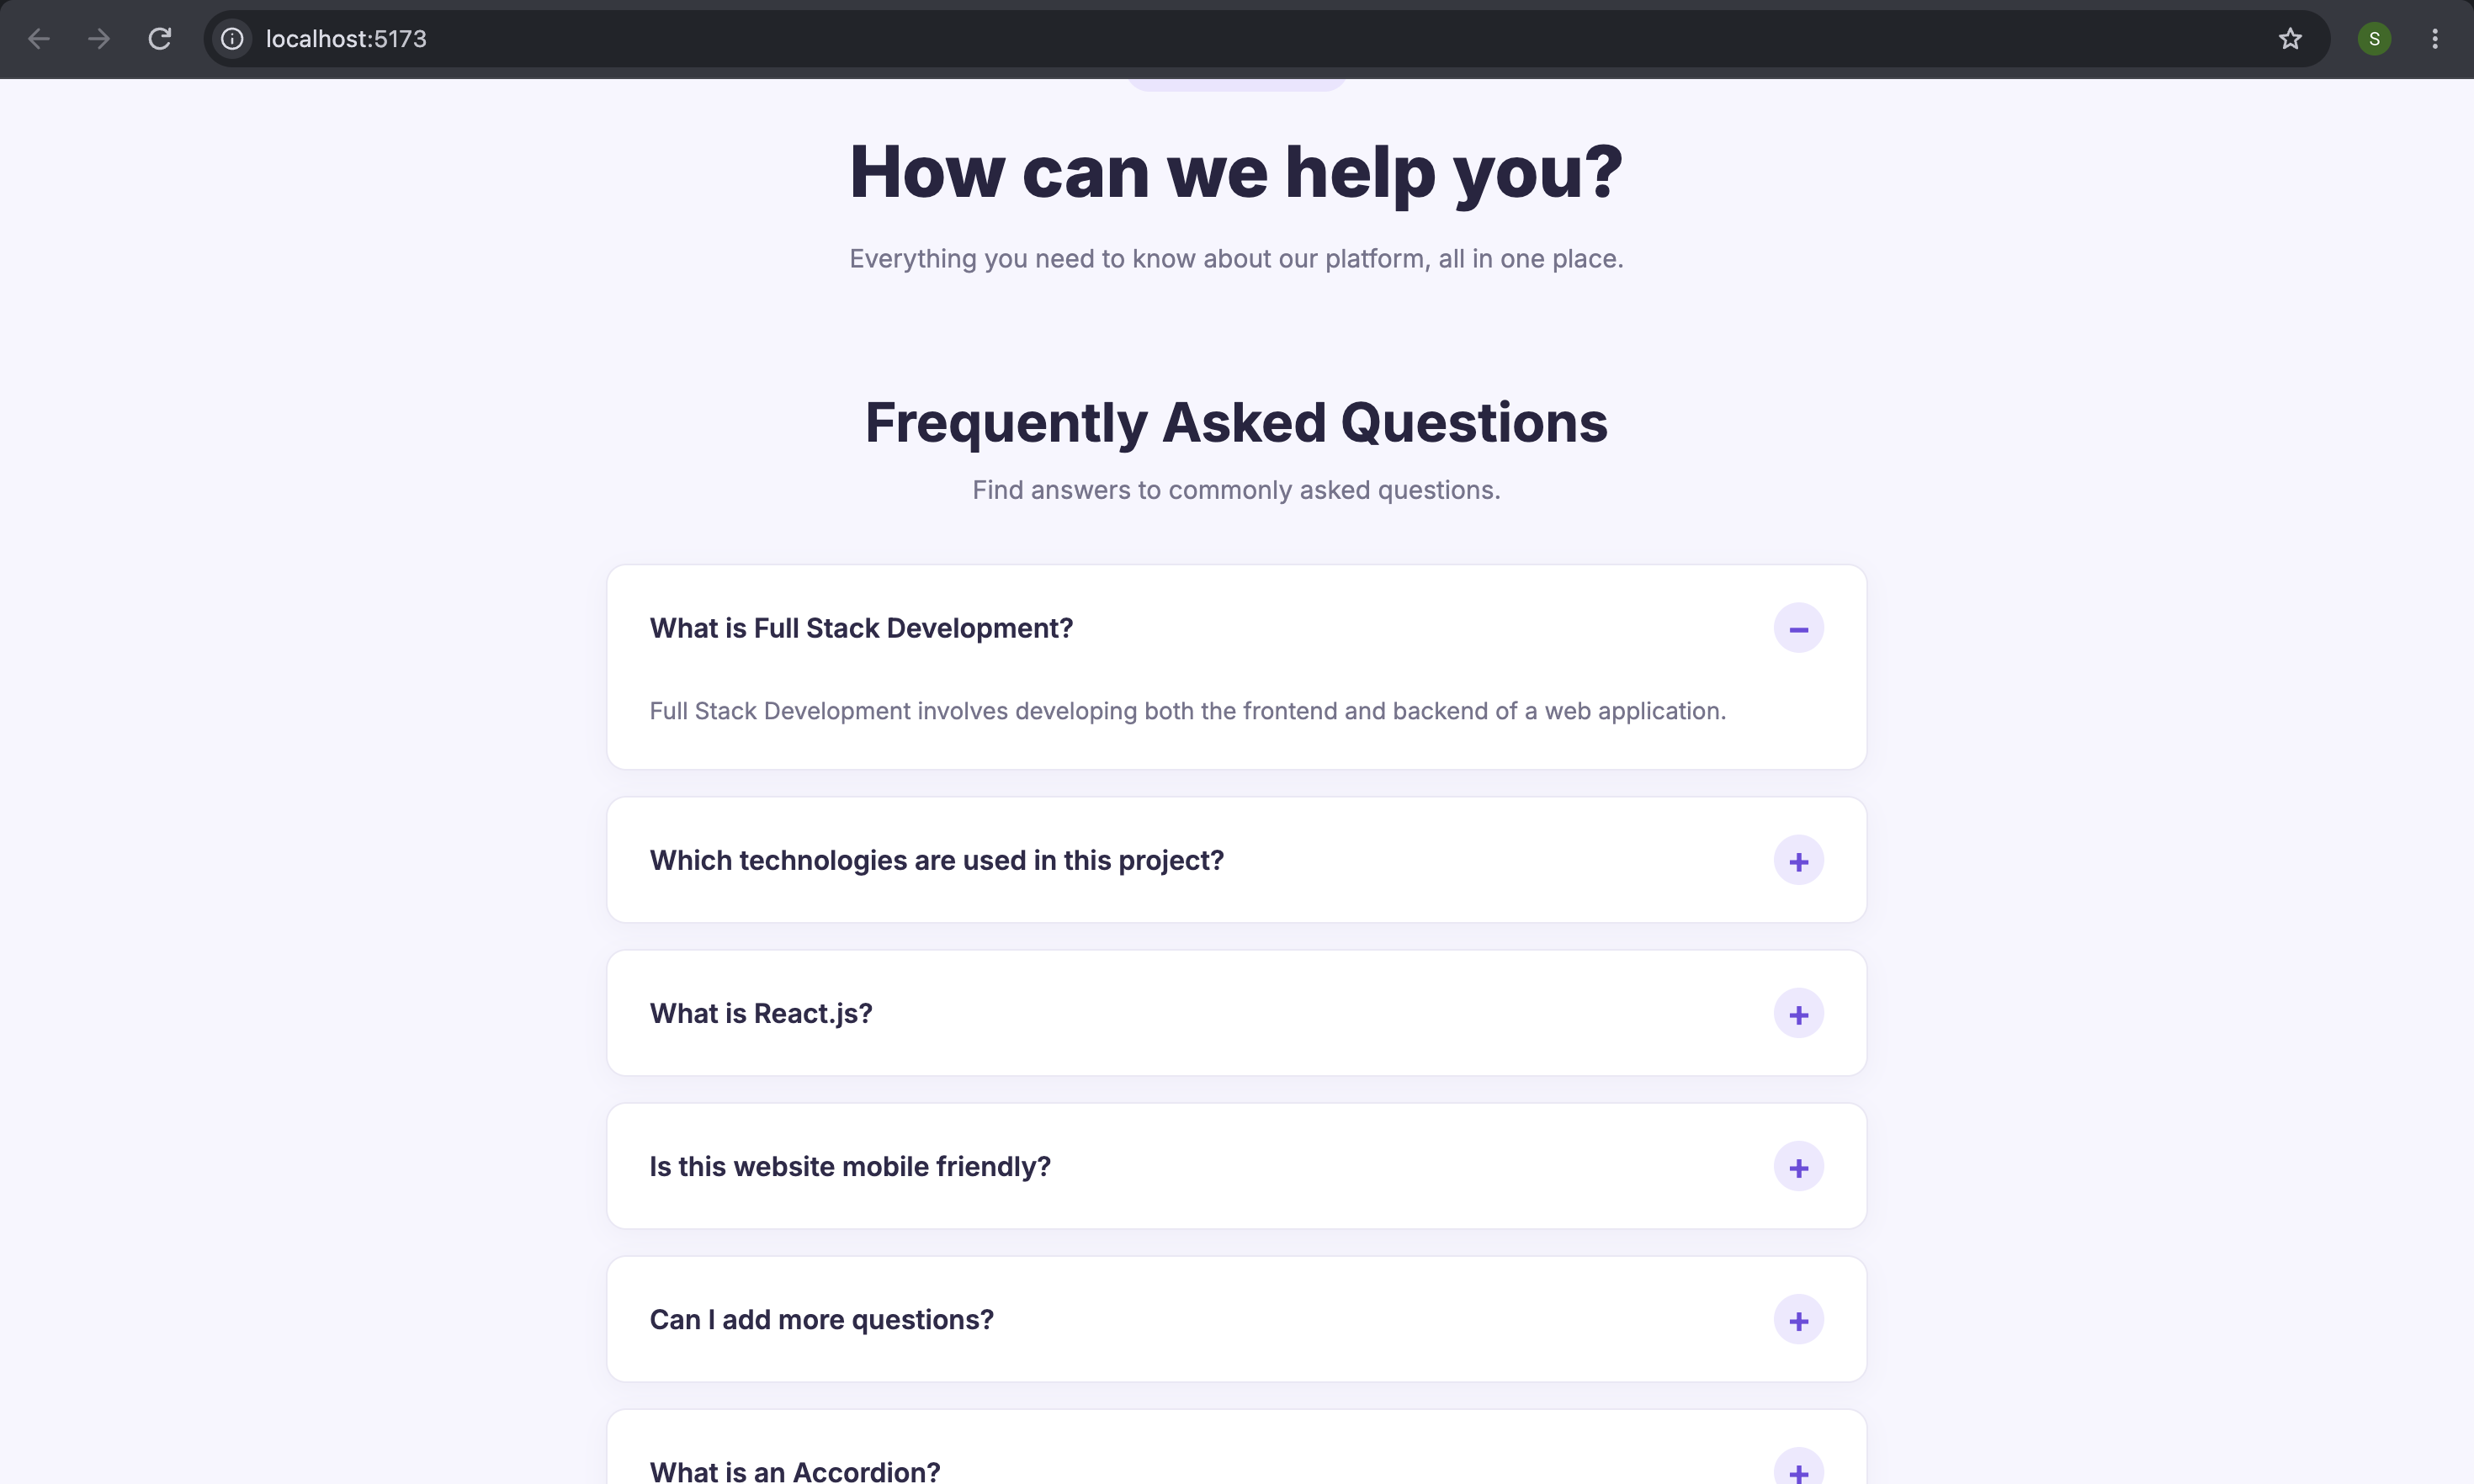 localhost:5173
S
How can we help you?
Everything you need to know about our platform, all in one place.
Frequently Asked Questions
Find answers to commonly asked questions.
What is Full Stack Development?
−
Full Stack Development involves developing both the frontend and backend of a web application.
Which technologies are used in this project?
+
What is React.js?
+
Is this website mobile friendly?
+
Can I add more questions?
+
What is an Accordion?
+